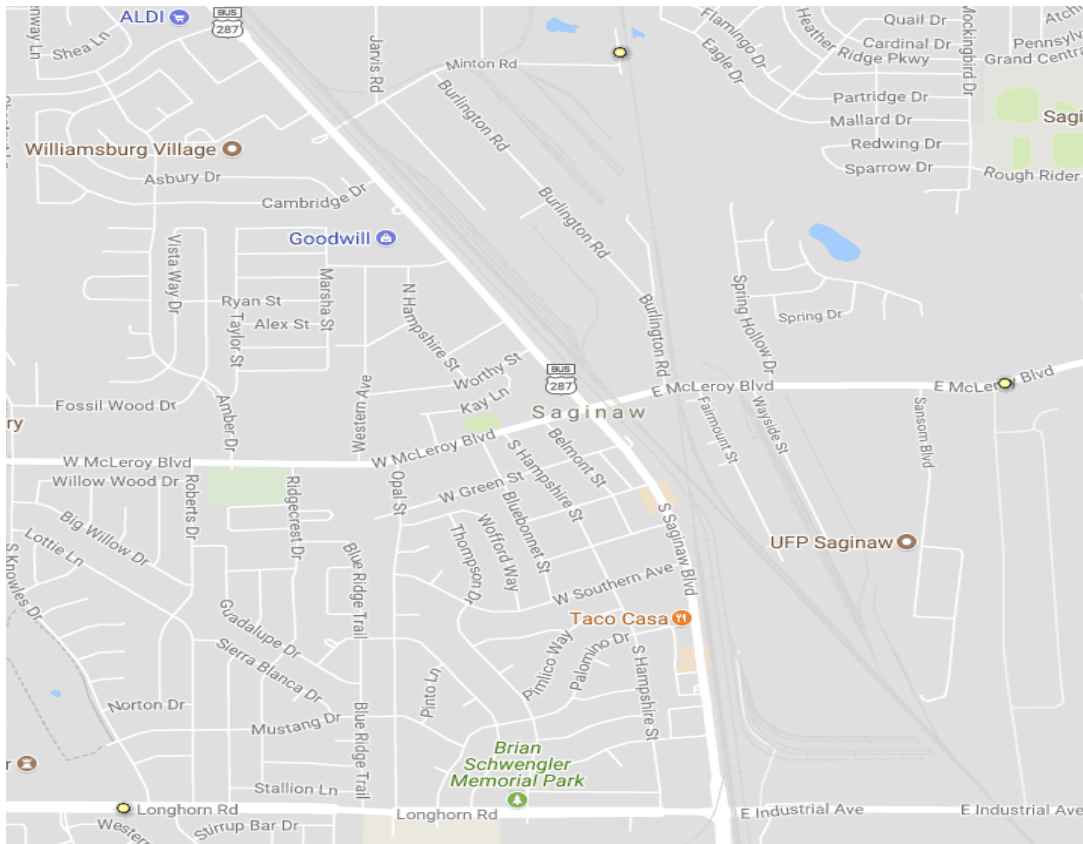 ALDI
BUS
287
Shea Ln
Jarvis Rd
Minton Rd
Burlington Rd
Flamingo Dr
Eagle Dr
Heather Ridge Pkwy
Quail Dr
Cardinal Dr
Mockingbird Dr
Pennsylv
Grand Centra
Partridge Dr
Mallard Dr
Redwing Dr
Sparrow Dr
Sagi
Rough Rider
Williamsburg Village
Asbury Dr
Cambridge Dr
Goodwill
Burlington Rd
Vista Way Dr
Ryan St
Alex St
Marsha St
Taylor St
N Hampshire St
Burlington Rd
Spring Hollow Dr
Spring Dr
Worthy St
Kay Ln
BUS
287
E McLeroy Blvd
E McLeroy Blvd
Saginaw
Fossil Wood Dr
Amber Dr
Western Ave
ry
W McLeroy Blvd
W McLeroy Blvd
Fairmount St
Wayside St
Sansom Blvd
Willow Wood Dr
Roberts Dr
Ridgecrest Dr
Opal St
W Green St
S Hampshire St
Belmont St
Big Willow Dr
Lottie Ln
S Knowles Dr
Blue Ridge Trail
Thompson Dr
Wofford Way
Bluebonnet St
S Saginaw Blvd
UFP Saginaw
W Southern Ave
Taco Casa
Guadalupe Dr
Sierra Blanca Dr
Pimlico Way
Palomino Dr
S Hampshire St
Pinto Ln
Norton Dr
Mustang Dr
Blue Ridge Trail
Brian
Schwengler
Memorial Park
r
Stallion Ln
Longhorn Rd
Longhorn Rd
E Industrial Ave
E Industrial Ave
Western
Stirrup Bar Dr